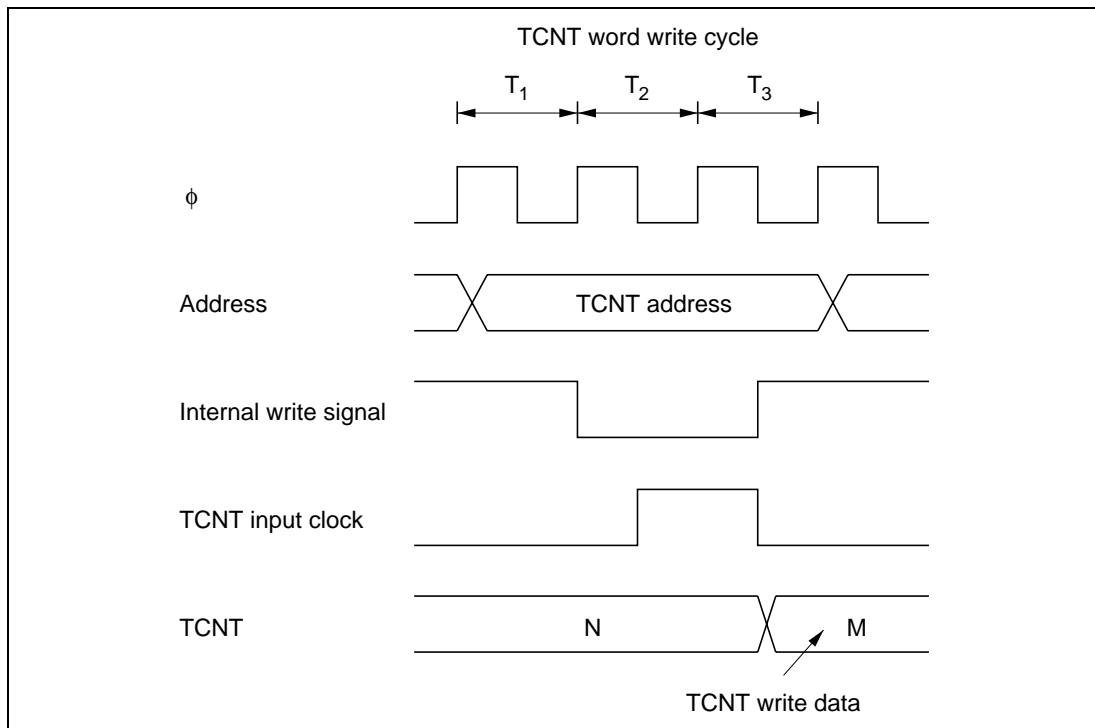 TCNT word write cycle
T1 T2 T3
φ
Address TCNT address
Internal write signal
TCNT input clock
TCNT N M
TCNT write data